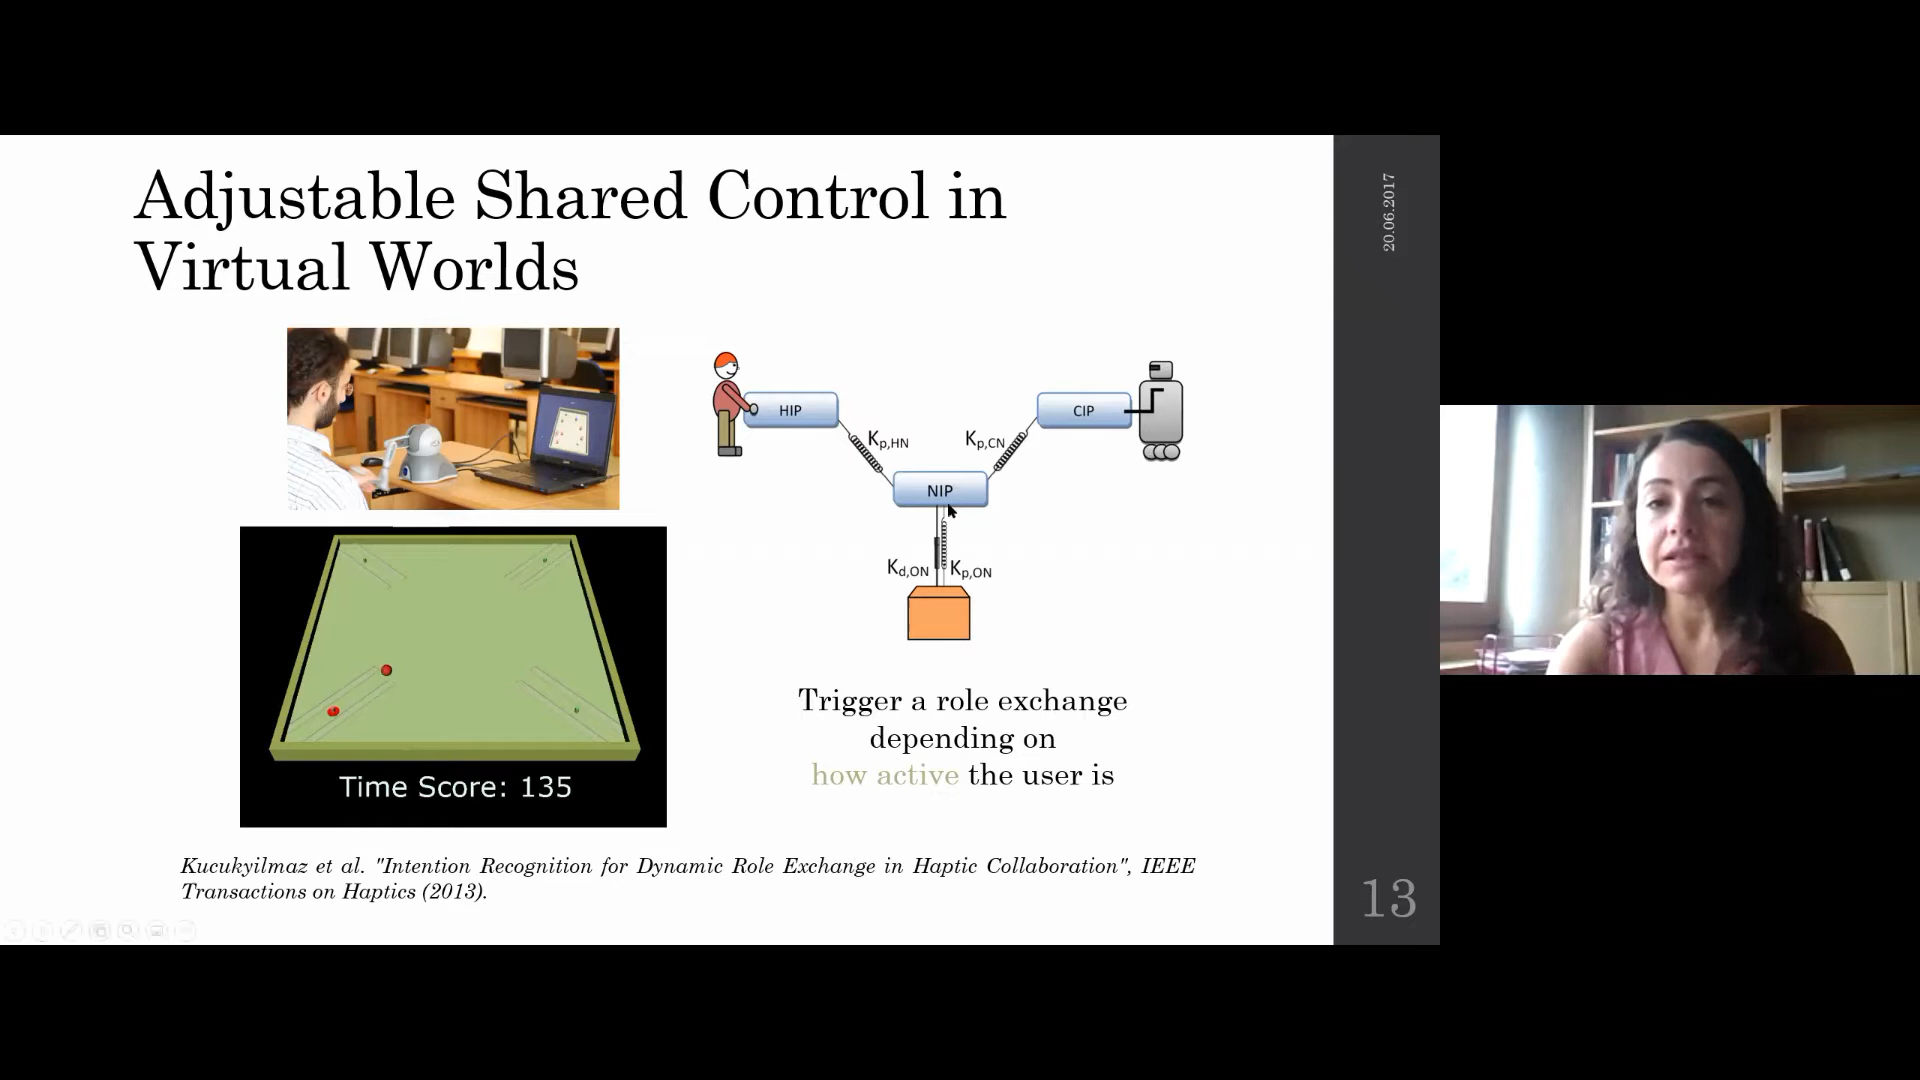 Adjustable Shared Control in
Virtual Worlds
20.06.2017
HIP
CIP
Kp,HN
Kp,CN
NIP
Kd,ON
Kp,ON
Time Score: 135
Trigger a role exchange
depending on
how active the user is
Kucukyilmaz et al. "Intention Recognition for Dynamic Role Exchange in Haptic Collaboration", IEEE
Transactions on Haptics (2013).
13